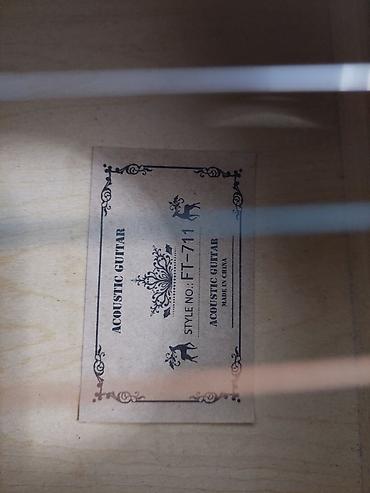 ACOUSTIC GUITAR
STYLE NO.: FT-711
ACOUSTIC GUITAR
MADE IN CHINA